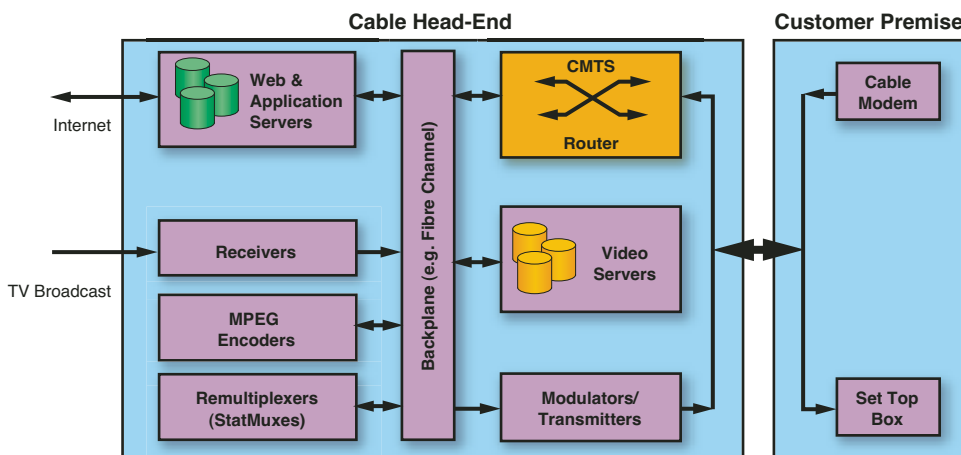 Cable Head-End
Customer Premise
Internet
TV Broadcast
Web &
Application
Servers
Receivers
MPEG
Encoders
Remultiplexers
(StatMuxes)
Backplane (e.g. Fibre Channel)
CMTS
Router
Video
Servers
Modulators/
Transmitters
Cable
Modem
Set Top
Box